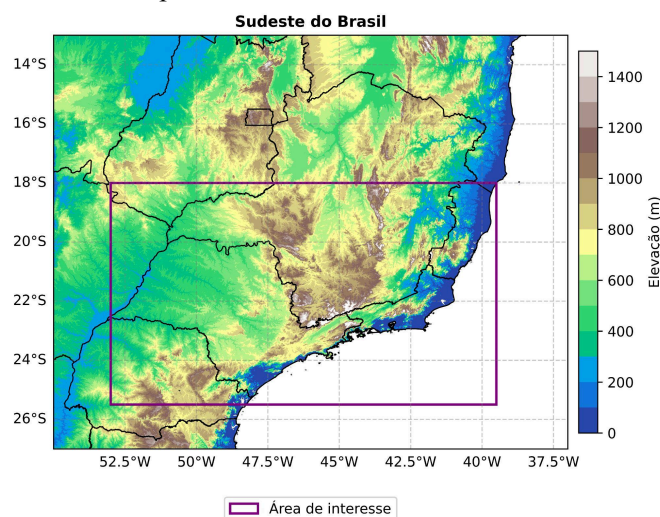 Sudeste do Brasil
14°S
16°S
18°S
20°S
22°S
24°S
26°S
52.5°W 50°W 47.5°W 45°W 42.5°W 40°W 37.5°W
1400
1200
1000
800
600
400
200
0
Elevação (m)
Área de interesse